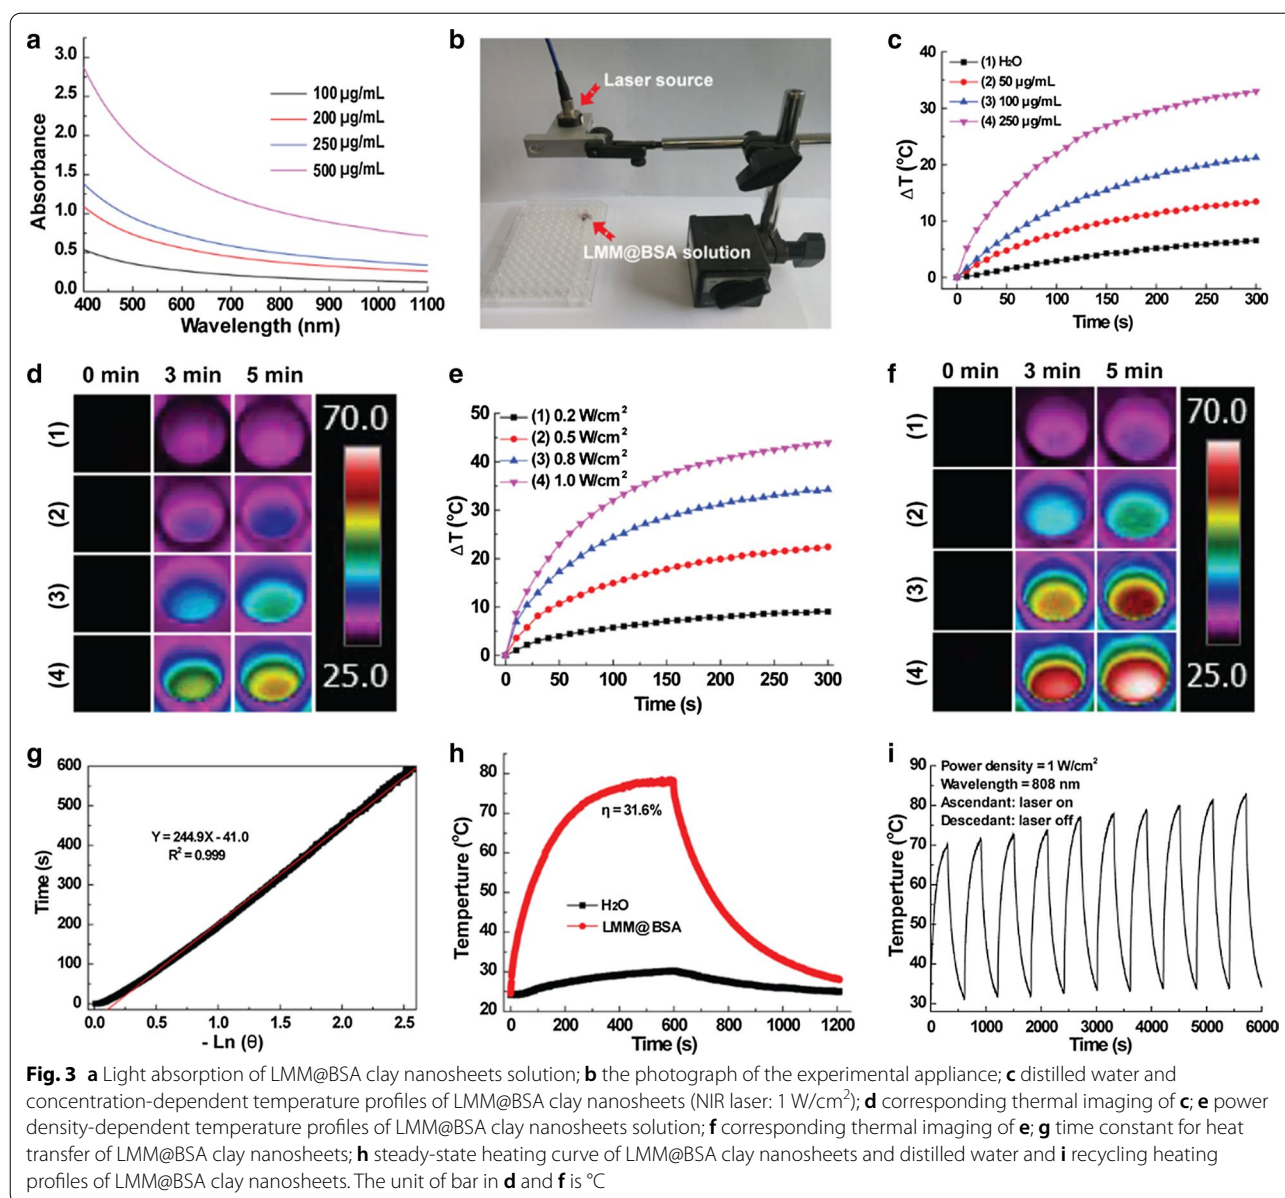 a
Absorbance
3.0
2.5
2.0
1.5
1.0
0.5
0.0
100 µg/mL
200 µg/mL
250 µg/mL
500 µg/mL
400 500 600 700 800 900 1000 1100
Wavelength (nm)
b
Laser source
LMM@BSA solution
c
Δ T (°C)
40
30
20
10
0
(1) H₂O
(2) 50 µg/mL
(3) 100 µg/mL
(4) 250 µg/mL
0 50 100 150 200 250 300
Time (s)
d
0 min 3 min 5 min
(1)
(2)
(3)
(4)
70.0
25.0
e
Δ T (°C)
50
40
30
20
10
0
(1) 0.2 W/cm²
(2) 0.5 W/cm²
(3) 0.8 W/cm²
(4) 1.0 W/cm²
0 50 100 150 200 250 300
Time (s)
f
0 min 3 min 5 min
(1)
(2)
(3)
(4)
70.0
25.0
g
Time (s)
600
500
400
300
200
100
0
Y = 244.9X - 41.0
R² = 0.999
0.0 0.5 1.0 1.5 2.0 2.5
- Ln (θ)
h
Temperture (°C)
80
70
60
50
40
30
20
η = 31.6%
H₂O
LMM@BSA
0 200 400 600 800 1000 1200
Time (s)
i
Temperture (°C)
90
80
70
60
50
40
30
Power density = 1 W/cm²
Wavelength = 808 nm
Ascendant: laser on
Descedant: laser off
0 1000 2000 3000 4000 5000 6000
Time (s)
Fig. 3 a Light absorption of LMM@BSA clay nanosheets solution; b the photograph of the experimental appliance; c distilled water and
concentration-dependent temperature profiles of LMM@BSA clay nanosheets (NIR laser: 1 W/cm²); d corresponding thermal imaging of c; e power
density-dependent temperature profiles of LMM@BSA clay nanosheets solution; f corresponding thermal imaging of e; g time constant for heat
transfer of LMM@BSA clay nanosheets; h steady-state heating curve of LMM@BSA clay nanosheets and distilled water and i recycling heating
profiles of LMM@BSA clay nanosheets. The unit of bar in d and f is °C